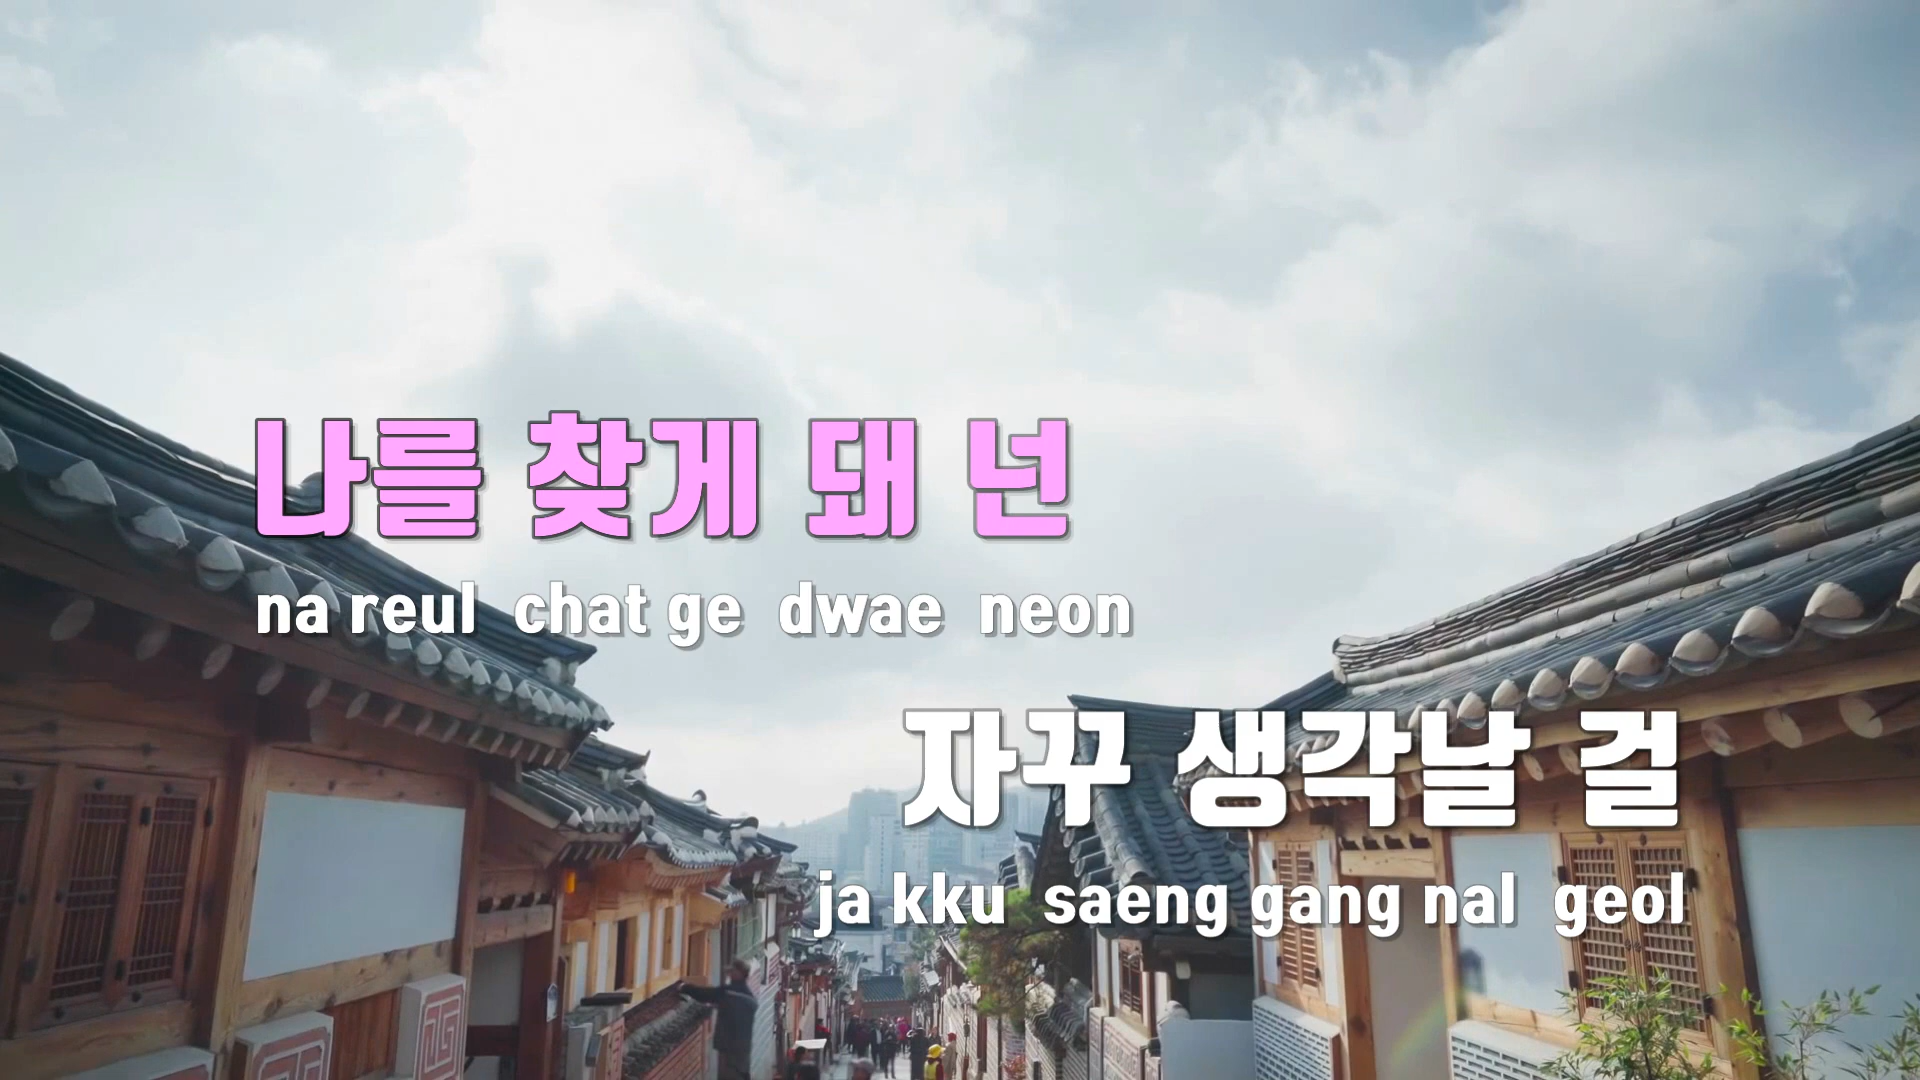 나를 찾게 돼 넌
na reul chat ge dwae neon
자꾸 생각날 걸
ja kku saeng gang nal geol